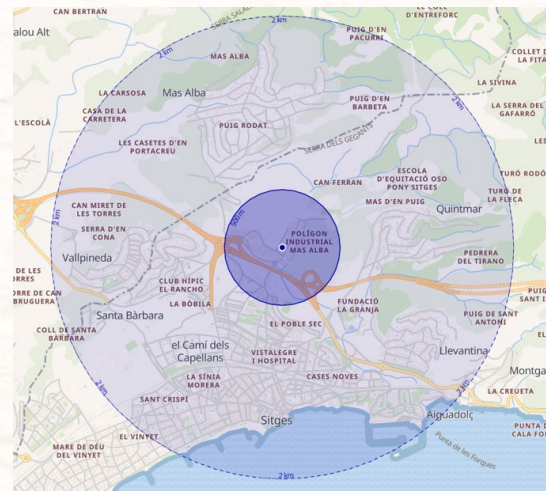 CAN BERTRAN
D'ENTREFORC
PUIG D'EN
PACURRI
alou Alt
2 km
MAS ALBA
COLLET D
LA FITA
LA SIVINA
LA CARSOSA
Mas Alba
CASA DE LA
CARRETERA
PUIG D'EN
BARBETA
2 km
LA SERRA DEL
GAFARRÓ
L'ESCOLÀ
PUIG RODAT
SERRA DELS GEGANTS
LES CASETES D'EN
PORTACREU
ESCOLA
D'EQUITACIÓ OSO
PONY SITGES
TURÓ RODÓ
CAN FERRAN
TURÓ DE
LA FLECA
CAN MIRET DE
LES TORRES
MAS D'EN PUIG
Quintmar
2 km
500 m
SERRA D'EN
CONA
POLÍGON
INDUSTRIAL
MAS ALBA
Vallpineda
PEDRERA
DEL TIRANO
DE LES
ORRES
CLUB HÍPIC
EL RANCHO
RRE DE CAN
BRUGUERA
LA BÒBILA
FUNDACIÓ
LA GRANJA
PUIG
SANT I
Santa Bàrbara
PUIG DE SANT
ANTONI
COLL DE SANTA
BÀRBARA
EL POBLE SEC
el Camí dels
Capellans
VISTALEGRE
I HOSPITAL
Llevantina
LA SÍNIA
MORERA
CASES NOVES
Montga
2 km
2 km
LA CREUETA
SANT CRISPÍ
Aiguadolç
Sitges
PUNTA D
CALA FO
EL VINYET
Punta de les Forques
MARE DE DÉU
DEL VINYET
2 km